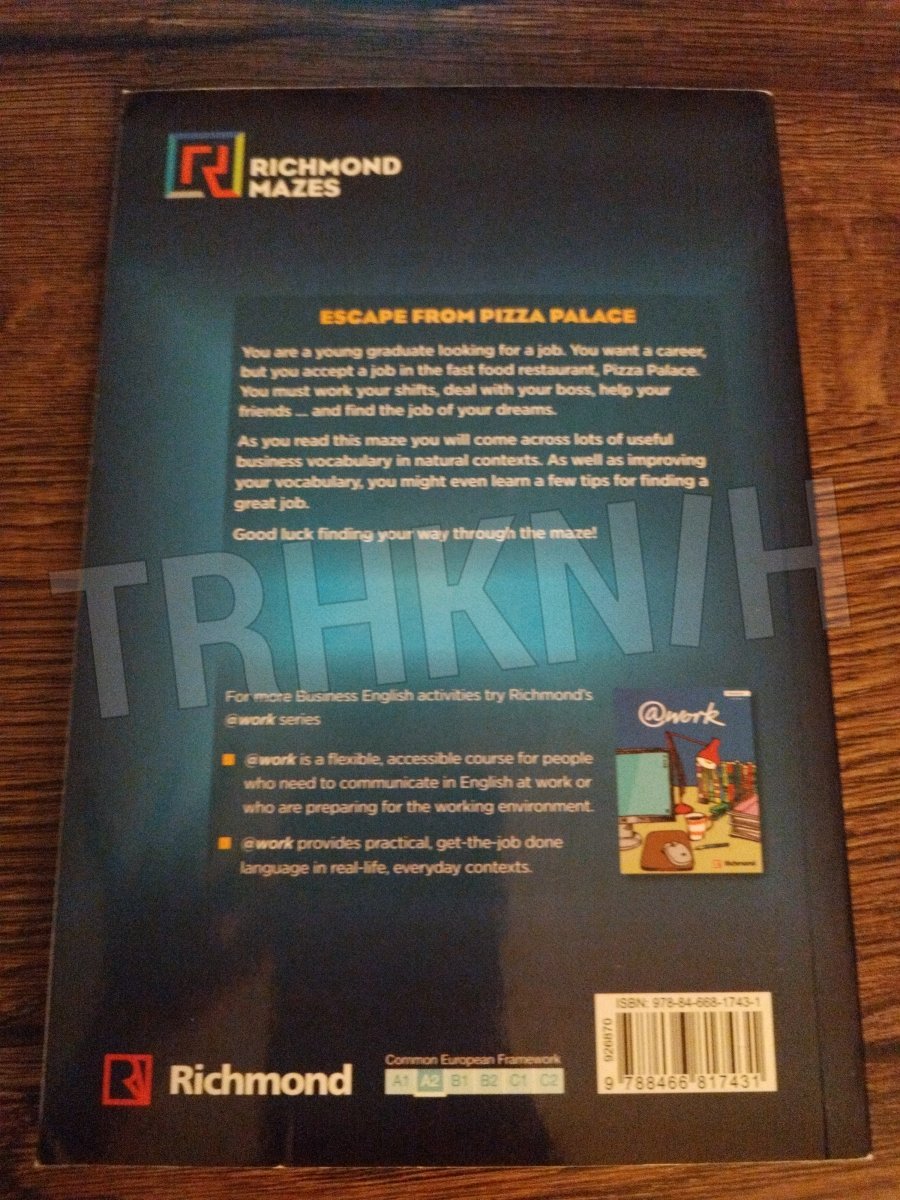 RICHMOND
MAZES
ESCAPE FROM PIZZA PALACE
You are a young graduate looking for a job. You want a career,
but you accept a job in the fast food restaurant, Pizza Palace.
You must work your shifts, deal with your boss, help your
friends ... and find the job of your dreams.
As you read this maze you will come across lots of useful
business vocabulary in natural contexts. As well as improving
your vocabulary, you might even learn a few tips for finding a
great job.
Good luck finding your way through the maze!
TRHKN/H
For more Business English activities try Richmond's
@work series
@work is a flexible, accessible course for people
who need to communicate in English at work or
who are preparing for the working environment.
@work provides practical, get-the-job done
language in real-life, everyday contexts.
@work
Richmond
ISBN: 978-84-668-1743-1
926870
9 788466 817431
Richmond
Common European Framework
A1 A2 B1 B2 C1 C2